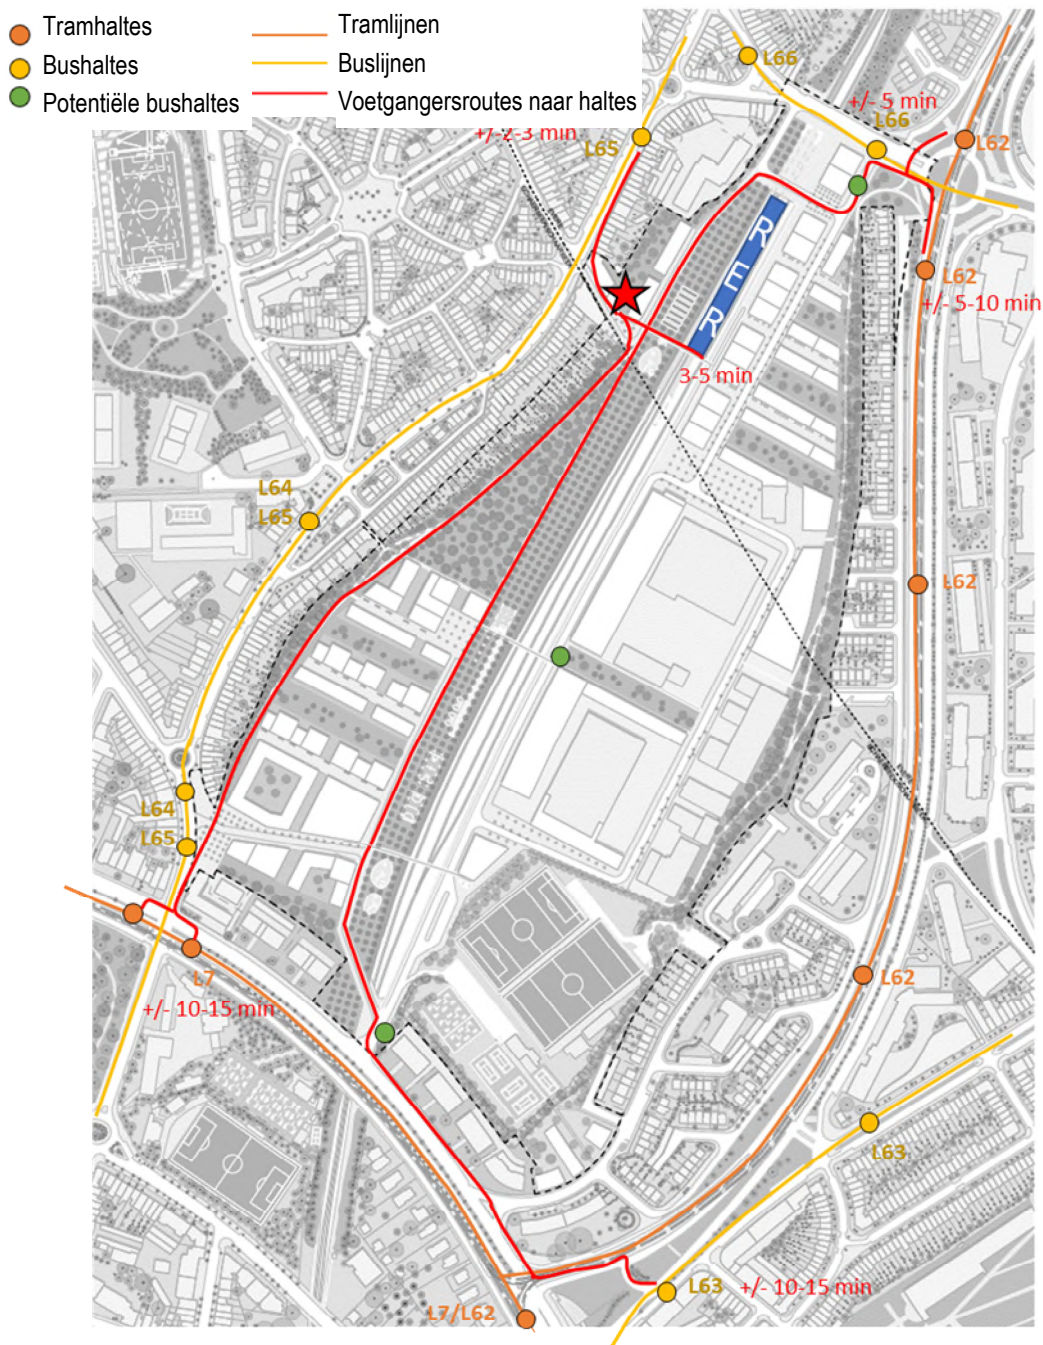 Tramhaltes
Tramlijnen
Bushaltes
Buslijnen
Potentiële bushaltes
Voetgangersroutes naar haltes
L66
+/- 5 min
+/-2-3 min
L65
L66
L62
RER
L62
+/- 5-10 min
3-5 min
L64
L65
L62
L64
L65
L7
L62
+/- 10-15 min
L63
L63
+/- 10-15 min
L7/L62